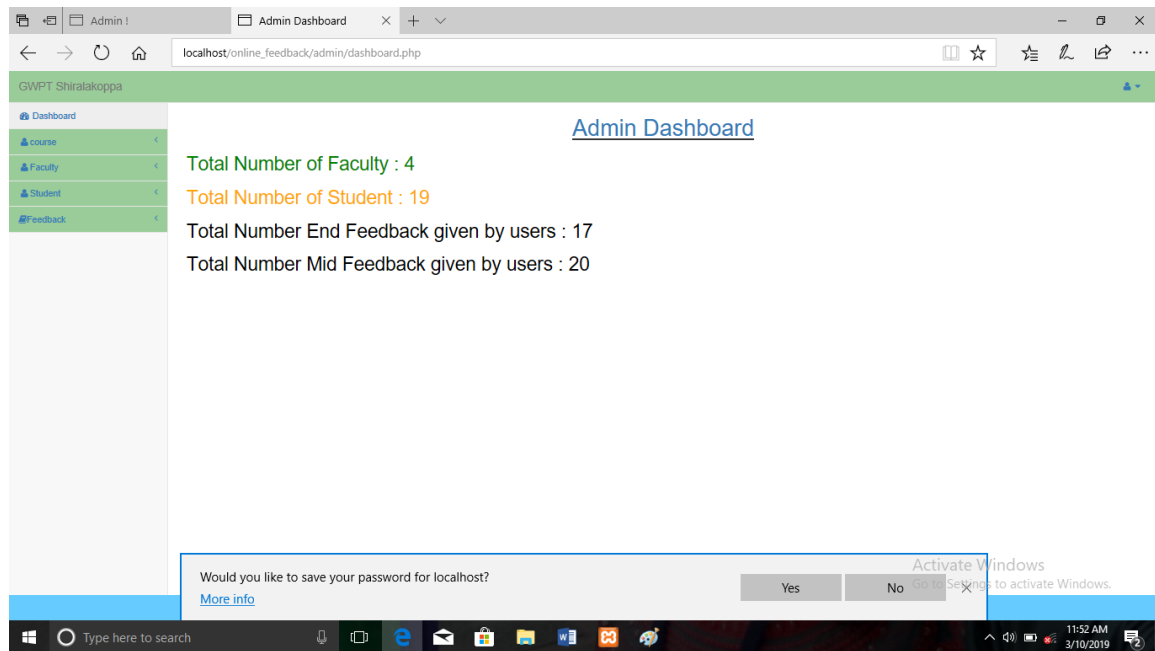 Admin !
Admin Dashboard
localhost/online_feedback/admin/dashboard.php
GWPT Shiralakoppa
Dashboard
course
Faculty
Student
Feedback
Admin Dashboard
Total Number of Faculty : 4
Total Number of Student : 19
Total Number End Feedback given by users : 17
Total Number Mid Feedback given by users : 20
Would you like to save your password for localhost?
More info
Yes
No
Activate Windows
Go to Settings to activate Windows.
Type here to search
11:52 AM
3/10/2019
2